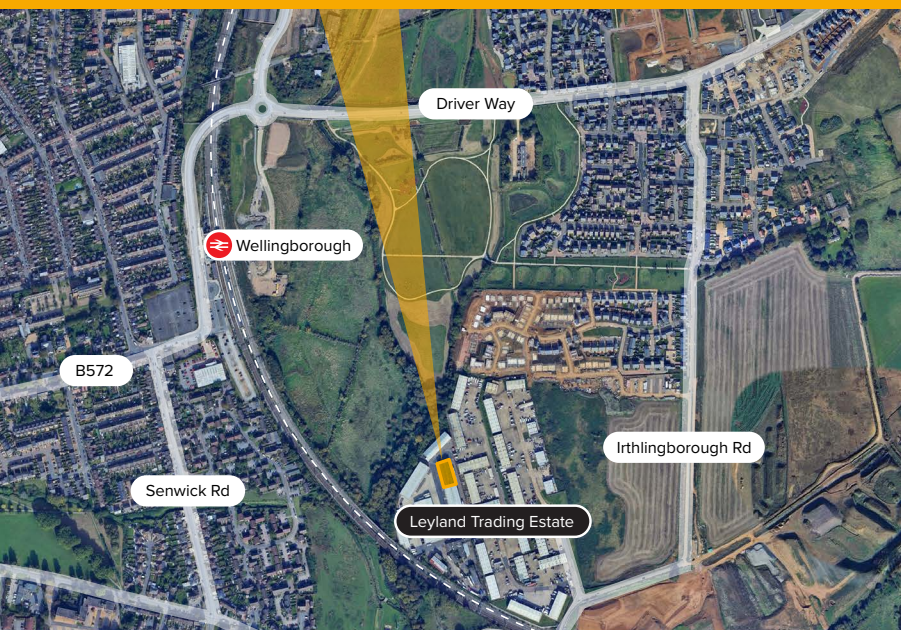 Driver Way
Wellingborough
B572
Irthlingborough Rd
Senwick Rd
Leyland Trading Estate